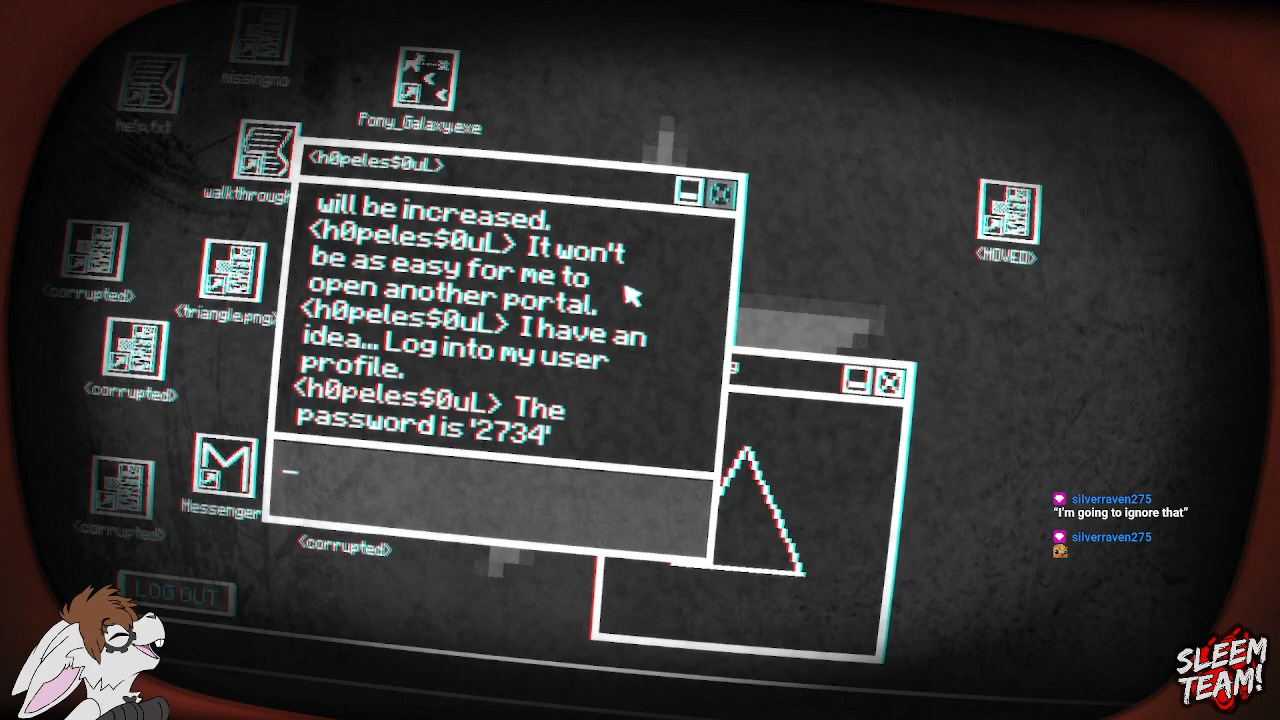 missingno
help.txt
Pony_Galaxy.exe
walkthrough
<h0peles$0uL>
will be increased.
<h0peles$0uL> It won't
be as easy for me to
open another portal.
<h0peles$0uL> I have an
idea... Log into my user
profile.
<h0peles$0uL> The
password is '2734'
_
<MOVED>
<corrupted>
<triangle.png>
g
<corrupted>
Messenger
<corrupted>
<corrupted>
LOG OUT
silverraven275
“I'm going to ignore that”
silverraven275
SLEEM
TEAM!